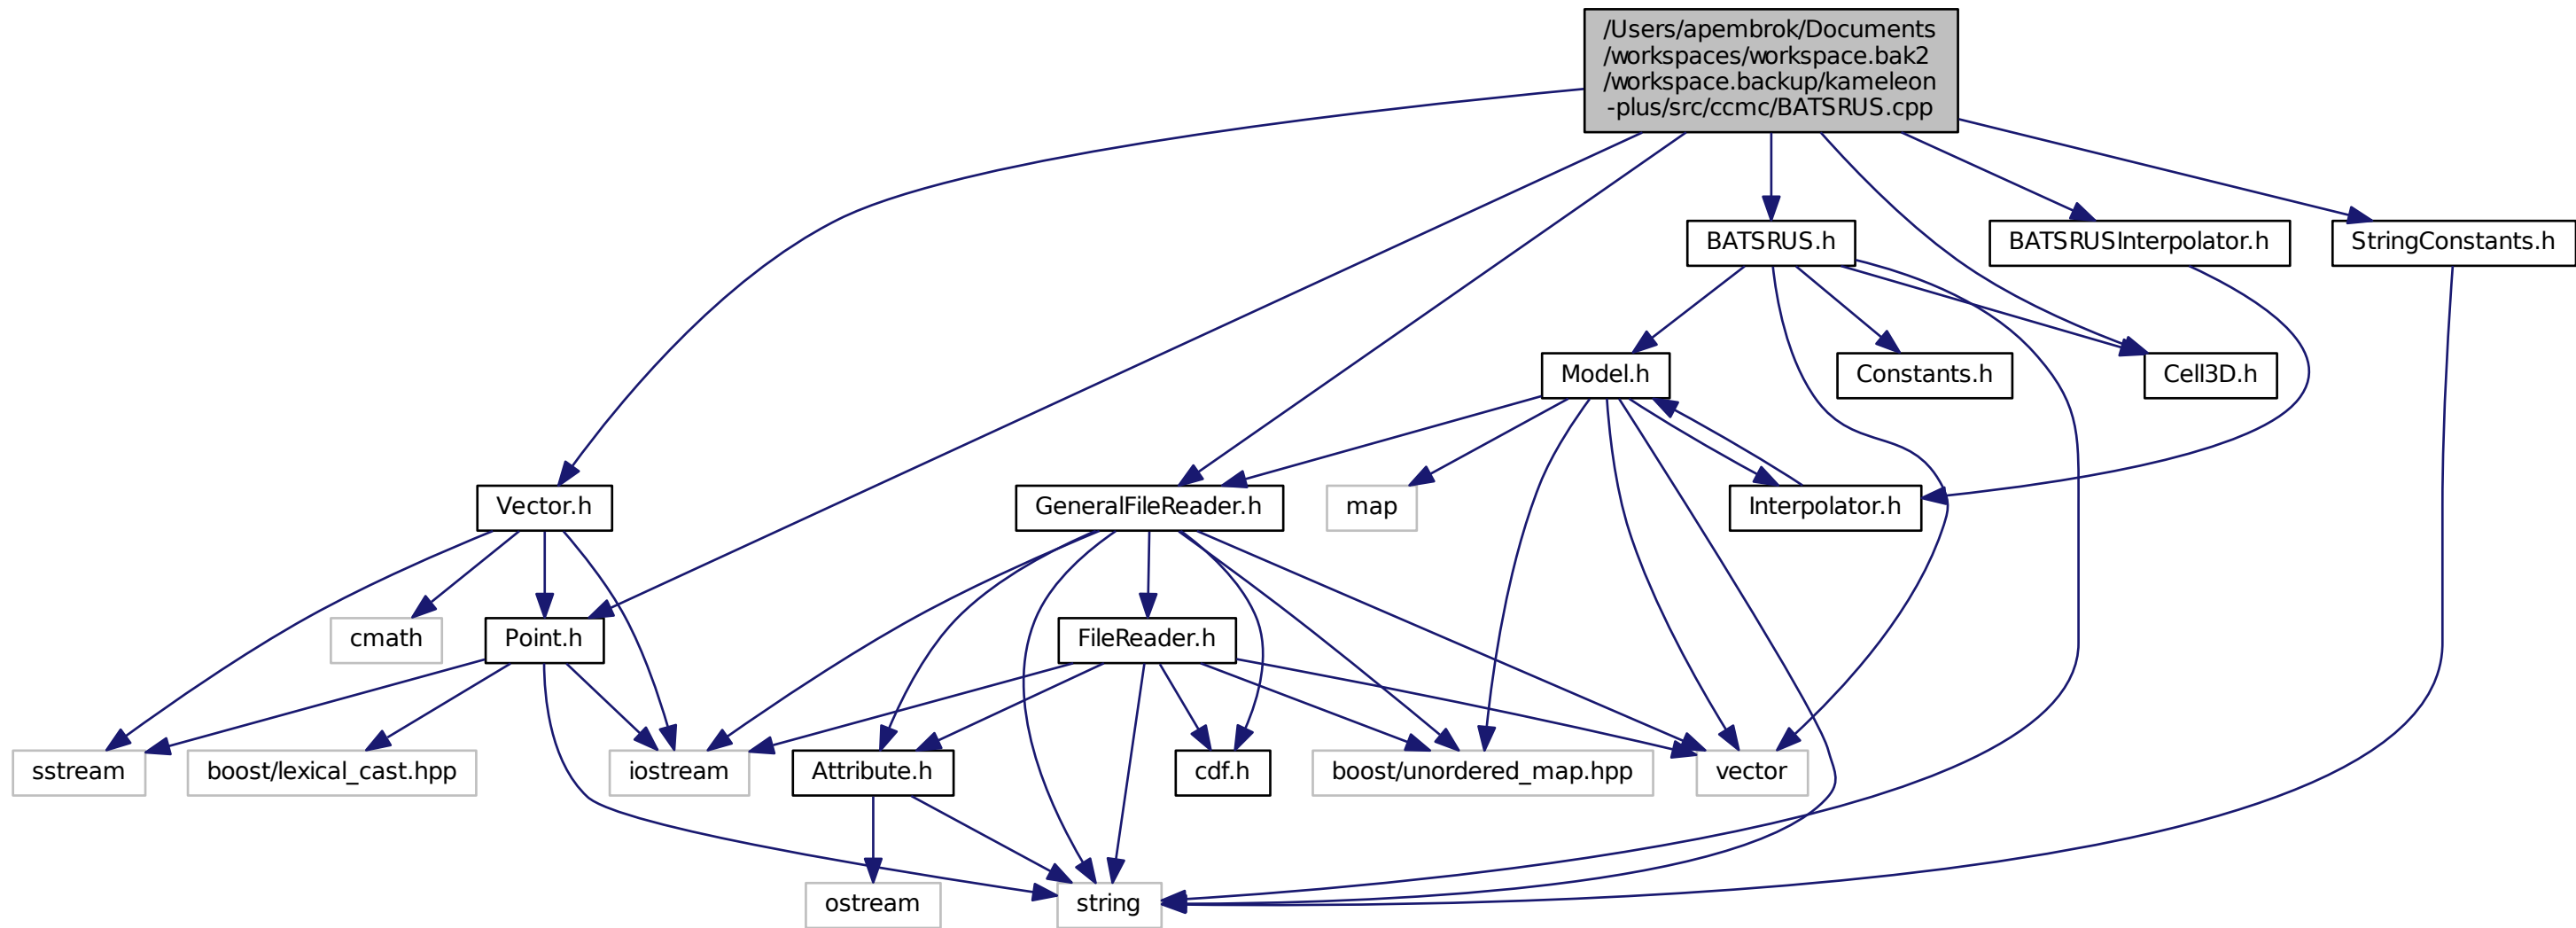 /Users/apembrok/Documents
/workspaces/workspace.bak2
/workspace.backup/kameleon
-plus/src/ccmc/BATSRUS.cpp
BATSRUS.h
BATSRUSInterpolator.h
StringConstants.h
Model.h
Constants.h
Cell3D.h
Vector.h
GeneralFileReader.h
map
Interpolator.h
cmath
Point.h
FileReader.h
sstream
boost/lexical_cast.hpp
iostream
Attribute.h
cdf.h
boost/unordered_map.hpp
vector
ostream
string